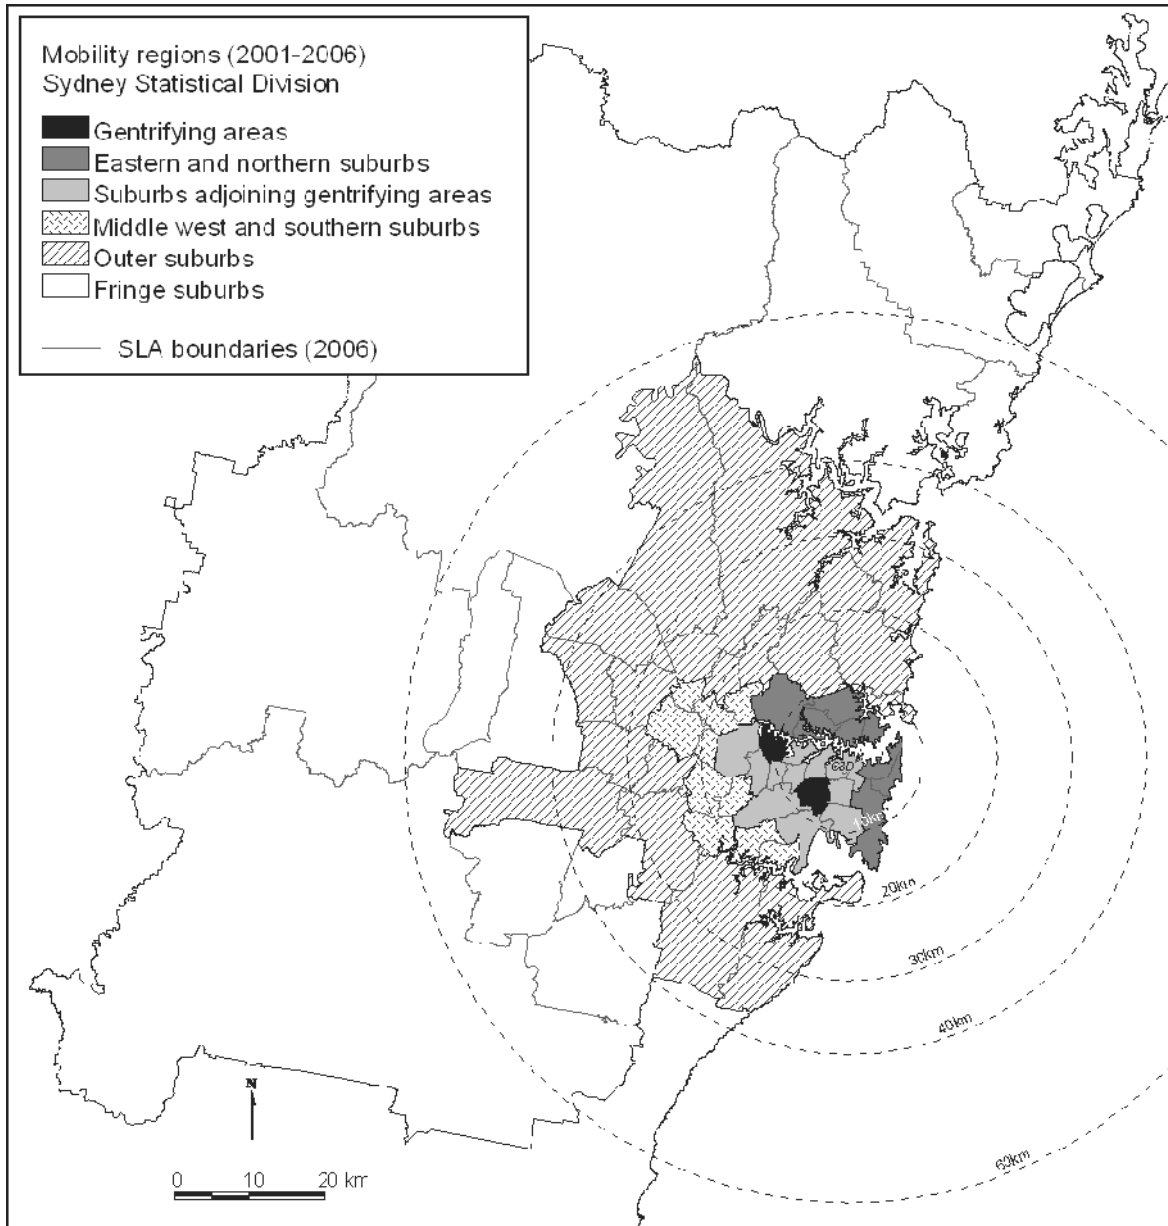 Mobility regions (2001-2006)
Sydney Statistical Division
Gentrifying areas
Eastern and northern suburbs
Suburbs adjoining gentrifying areas
Middle west and southern suburbs
Outer suburbs
Fringe suburbs
SLA boundaries (2006)
CBD
10km
20km
30km
40km
60km
N
0 10 20 km